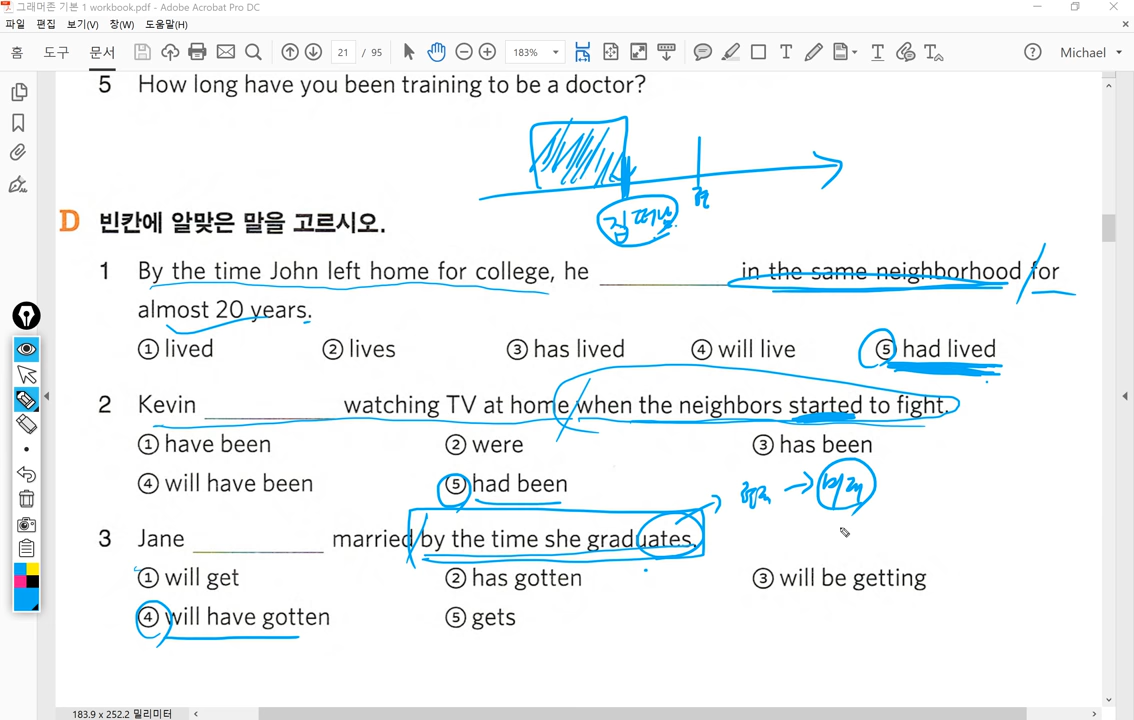 그래머존 기본 1 workbook.pdf - Adobe Acrobat Pro DC
파일 편집 보기(V) 창(W) 도움말(H)
홈 도구 문서 21 / 95 183% Michael
5 How long have you been training to be a doctor?
집 떠남
현
D 빈칸에 알맞은 말을 고르시오.
1 By the time John left home for college, he ________ in the same neighborhood for
almost 20 years.
① lived ② lives ③ has lived ④ will live ⑤ had lived
2 Kevin ________ watching TV at home when the neighbors started to fight.
① have been ② were ③ has been
④ will have been ⑤ had been
3 Jane ________ married by the time she graduates.
① will get ② has gotten ③ will be getting
④ will have gotten ⑤ gets
183.9 x 252.2 밀리미터